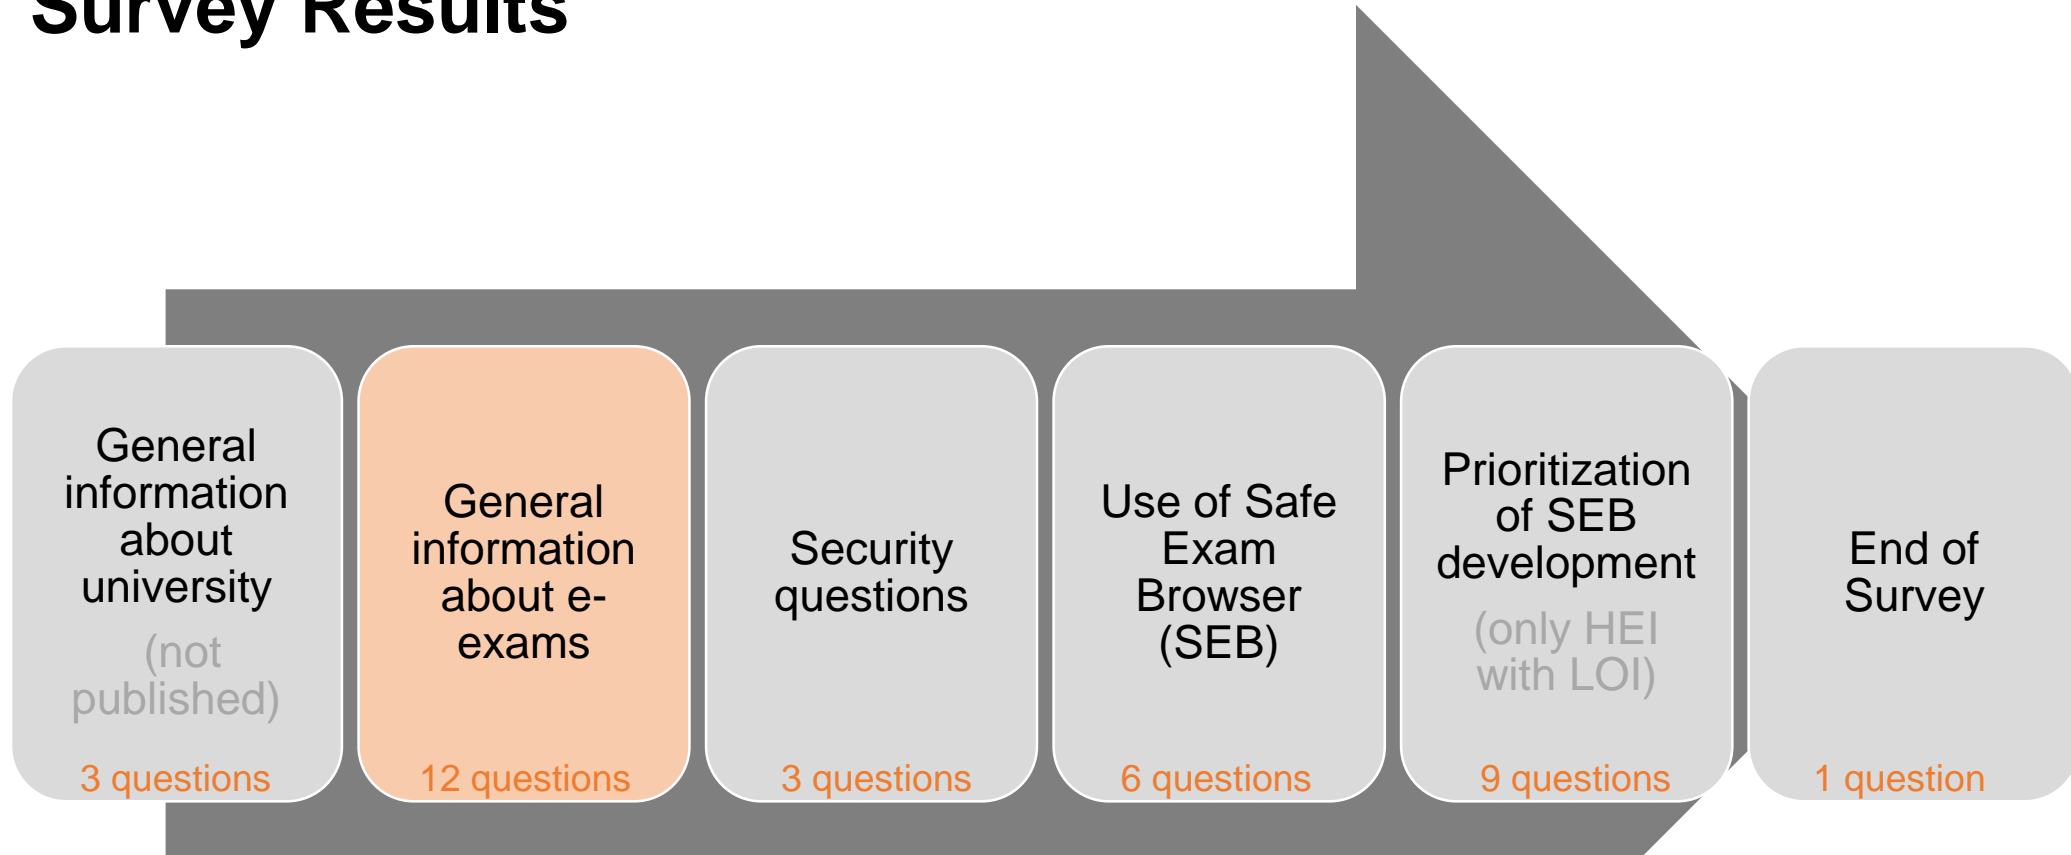 Survey Results
General
information
about
university
(not
published)
3 questions
General
information
about e-
exams
12 questions
Security
questions
3 questions
Use of Safe
Exam
Browser
(SEB)
6 questions
Prioritization
of SEB
development
(only HEI
with LOI)
9 questions
End of
Survey
1 question